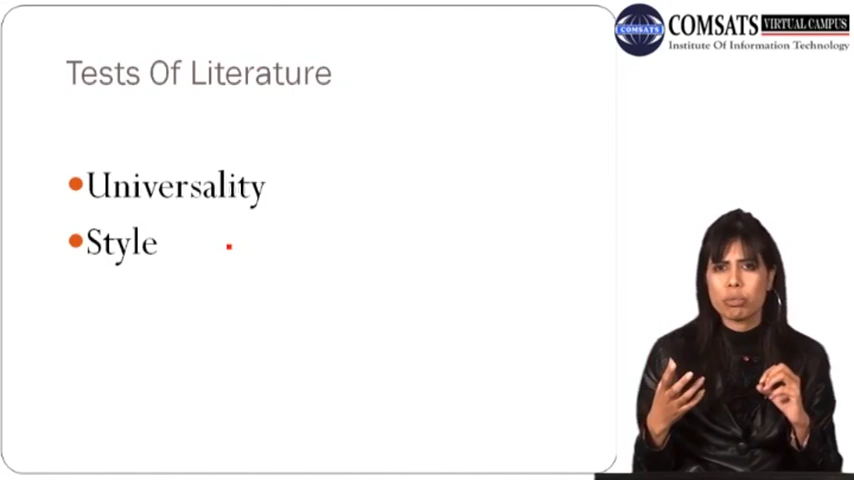 Tests Of Literature
Universality
Style
COMSATS
COMSATS VIRTUAL CAMPUS
Institute Of Information Technology